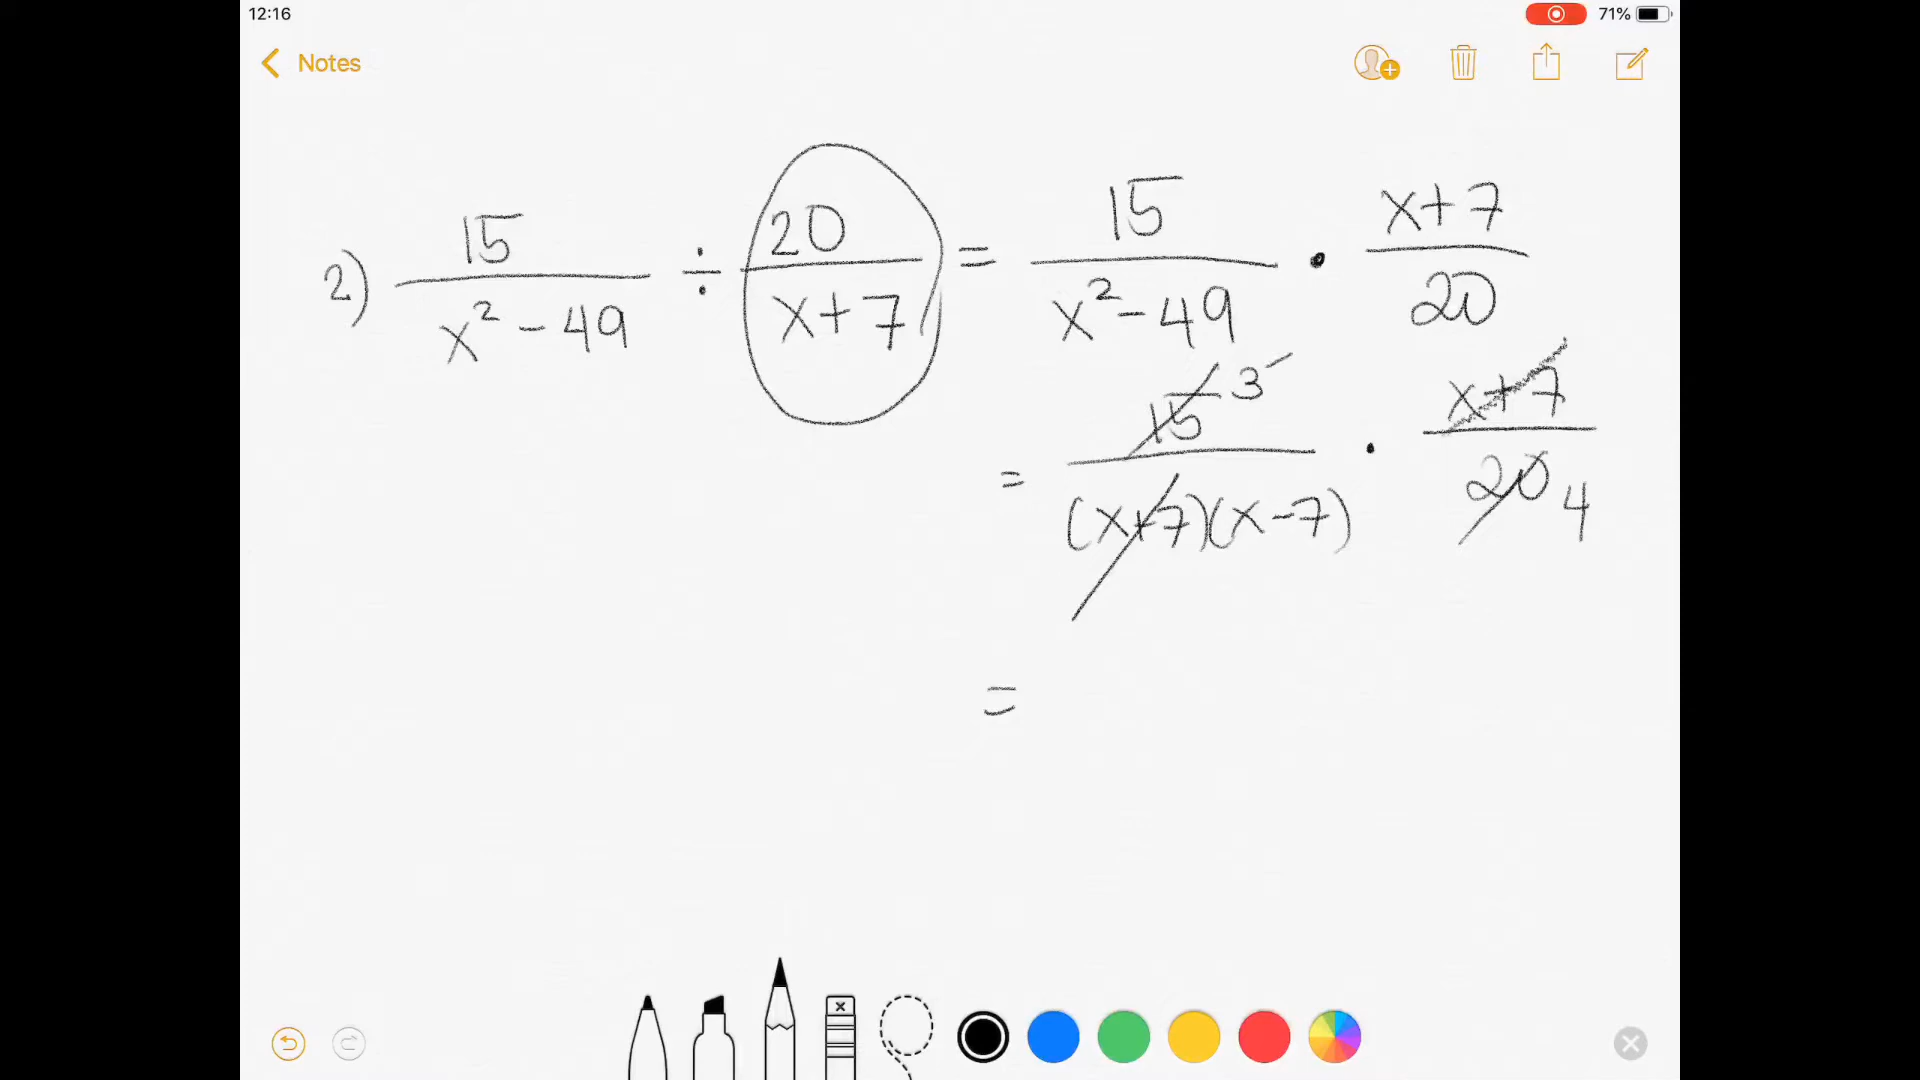 12:16 71%
Notes
2) 15/(x² - 49) ÷ 20/(x + 7) = 15/(x² - 49) · (x + 7)/20
= 15 3/((x + 7)(x - 7)) · (x + 7)/(20 4)
=